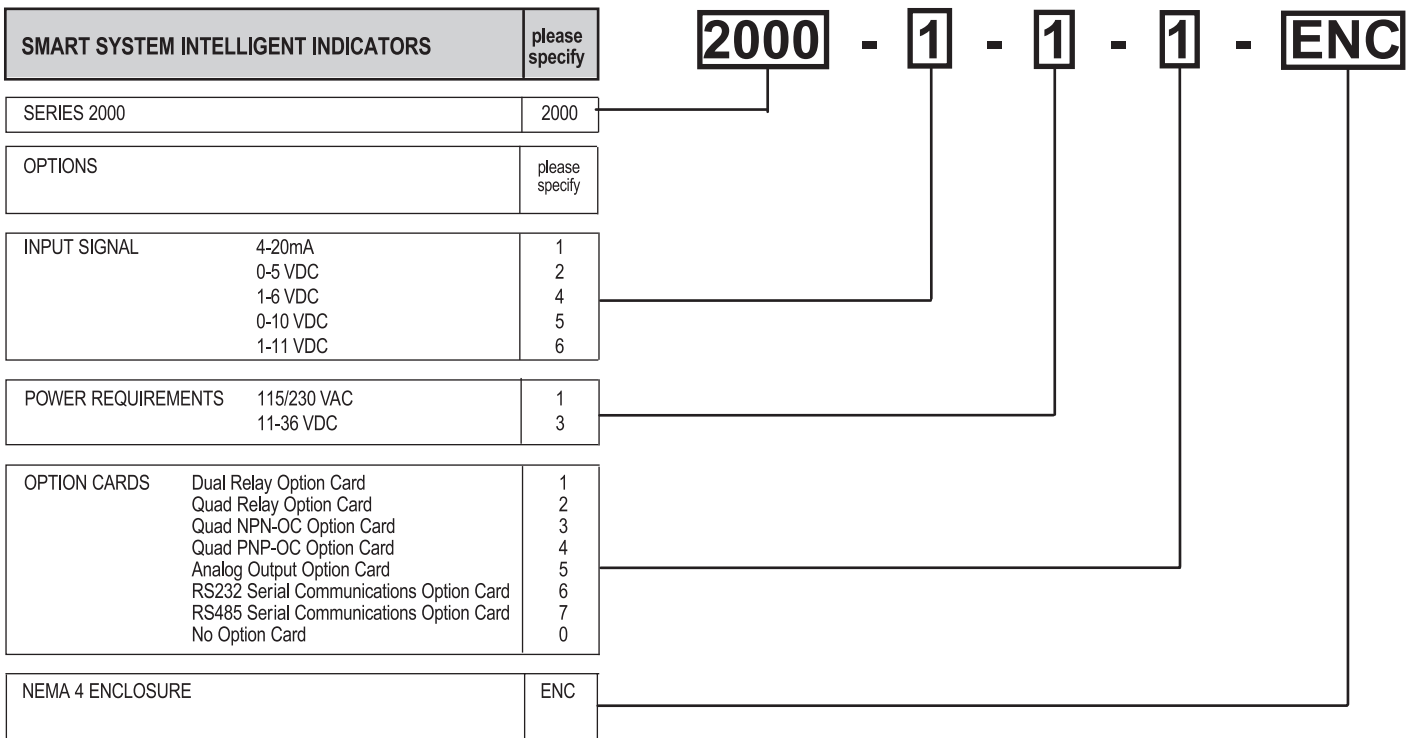 SMART SYSTEM INTELLIGENT INDICATORS please specify
2000 - 1 - 1 - 1 - ENC
SERIES 2000 2000
OPTIONS please specify
INPUT SIGNAL 4-20mA 1
0-5 VDC 2
1-6 VDC 4
0-10 VDC 5
1-11 VDC 6
POWER REQUIREMENTS 115/230 VAC 1
11-36 VDC 3
OPTION CARDS Dual Relay Option Card 1
Quad Relay Option Card 2
Quad NPN-OC Option Card 3
Quad PNP-OC Option Card 4
Analog Output Option Card 5
RS232 Serial Communications Option Card 6
RS485 Serial Communications Option Card 7
No Option Card 0
NEMA 4 ENCLOSURE ENC